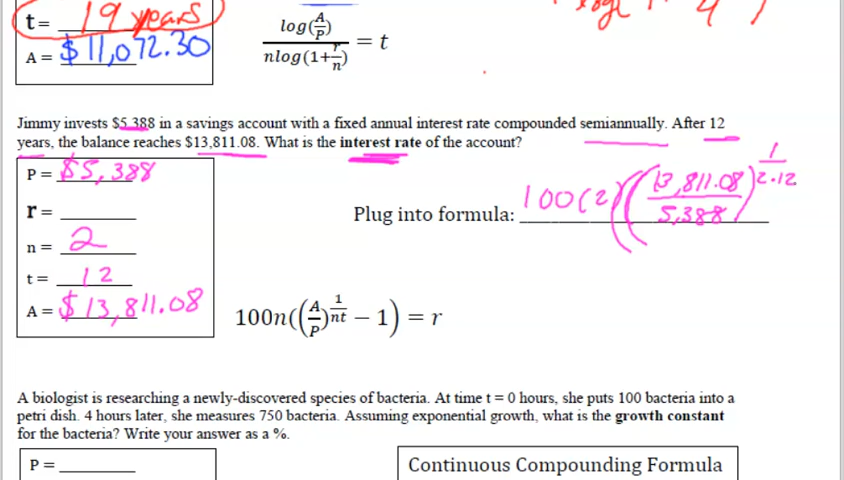 t= 19 years
A = $11,072.30
log(A/P) / nlog(1+r/n) = t
Jimmy invests $5 388 in a savings account with a fixed annual interest rate compounded semiannually. After 12
years, the balance reaches $13,811.08. What is the interest rate of the account?
P = $5,388
r = ______
n = 2
t = 12
A = $13,811.08
Plug into formula: 100(2)((13,811.08/5,388)^(1/2·12)
100n((A/P)^(1/nt) − 1) = r
A biologist is researching a newly-discovered species of bacteria. At time t = 0 hours, she puts 100 bacteria into a
petri dish. 4 hours later, she measures 750 bacteria. Assuming exponential growth, what is the growth constant
for the bacteria? Write your answer as a %.
P = ______
Continuous Compounding Formula